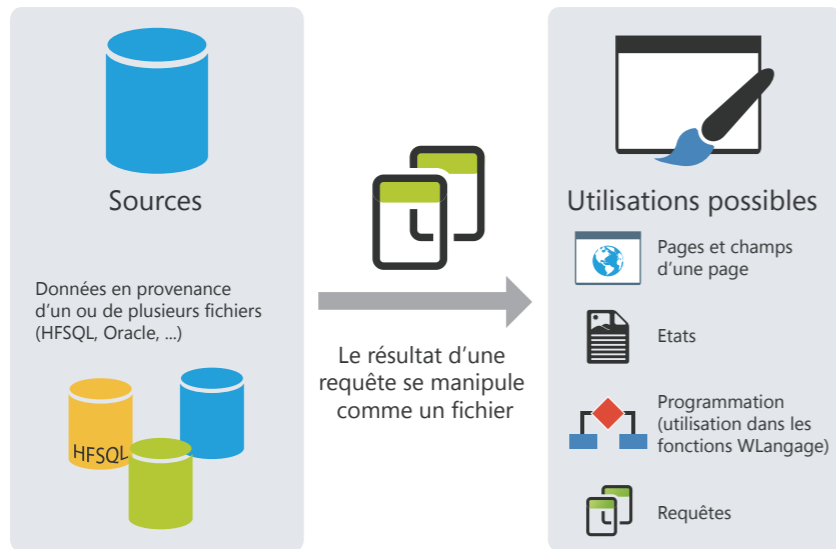 Sources
Données en provenance
d’un ou de plusieurs fichiers
(HFSQL, Oracle, ...)
HFSQL
Le résultat d’une
requête se manipule
comme un fichier
Utilisations possibles
Pages et champs
d’une page
Etats
Programmation
(utilisation dans les
fonctions WLangage)
Requêtes